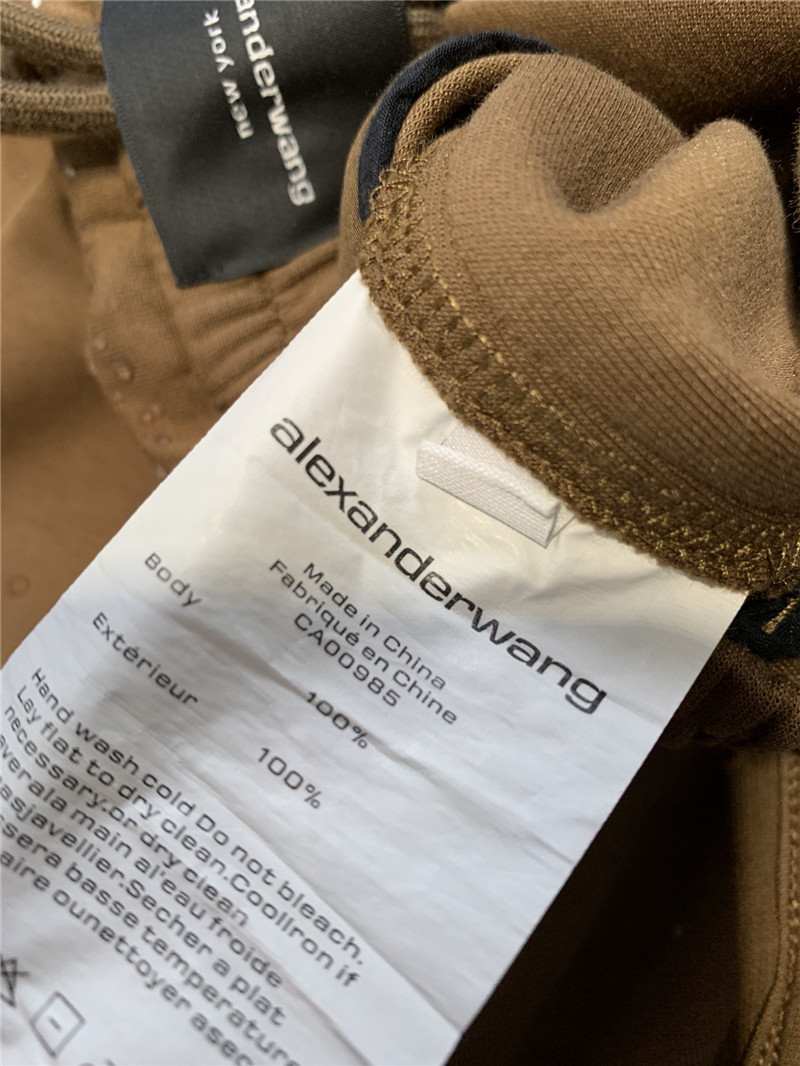 anderwang
new york
alexanderwang
Made in China
Fabriqué en Chine
CA00985
Body 100%
Extérieur 100%
Hand wash cold Do not bleach.
Lay flat to dry clean.CoolIron if
necessary.or dry clean
verala main al'eau froide
asjavellier.Secher a plat
ssera basse temperature
aire ounettoyer asec